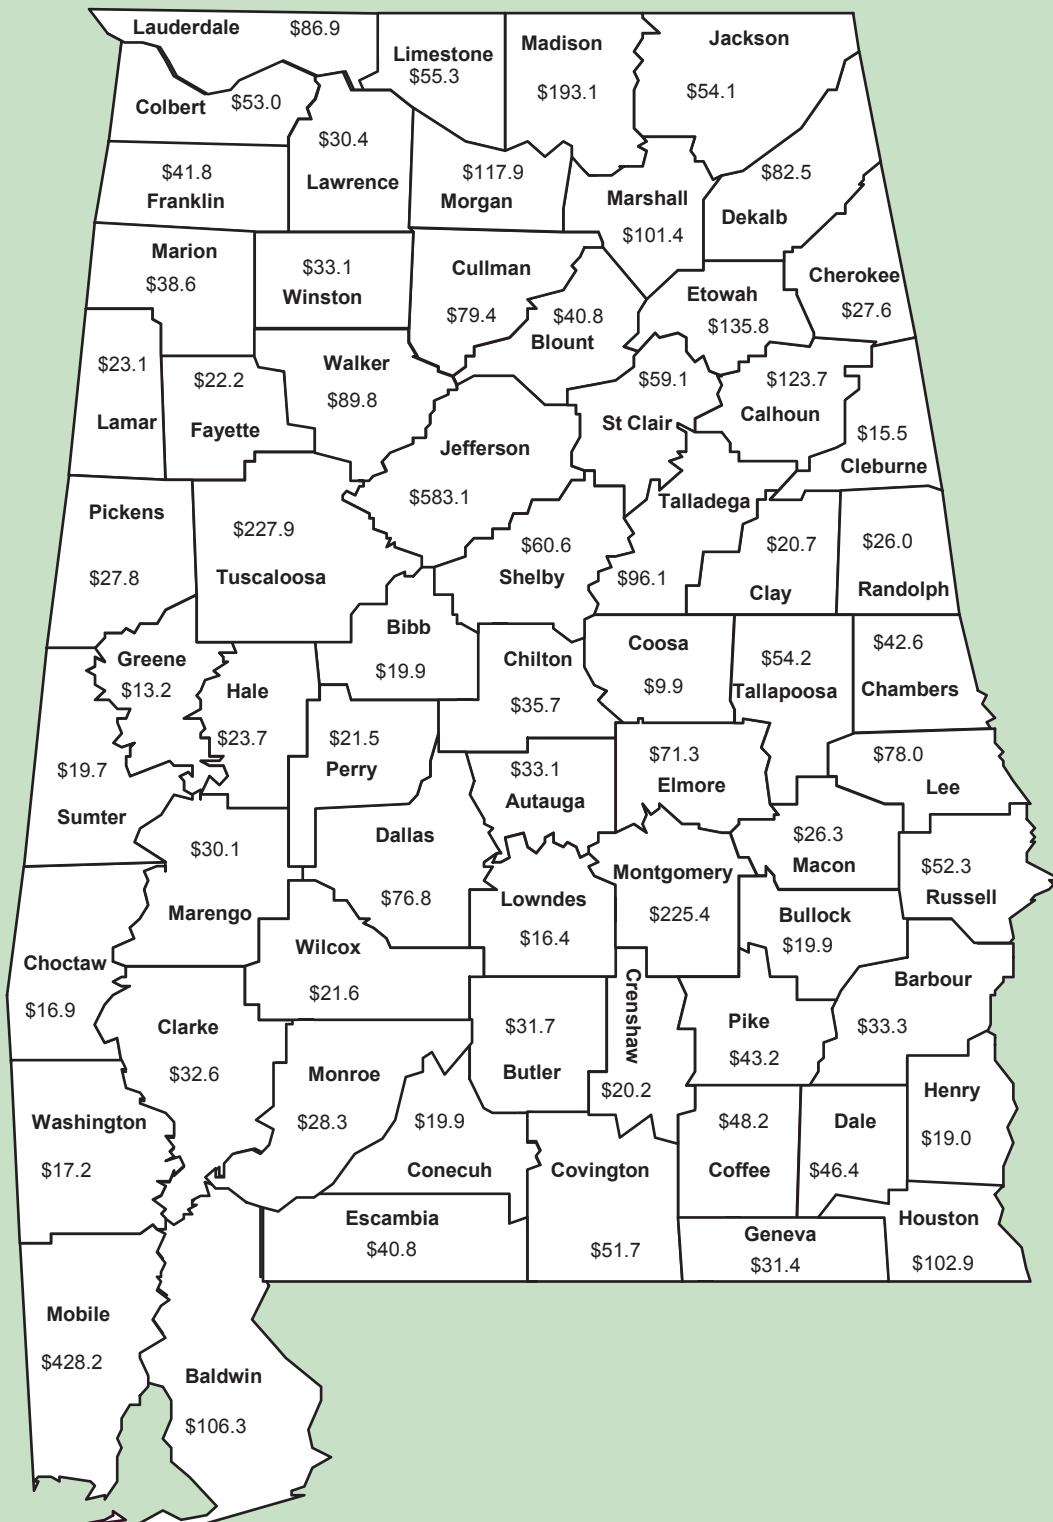 Lauderdale $86.9
Limestone
$55.3
Madison
$193.1
Jackson
$54.1
Colbert $53.0
$30.4
Lawrence
$41.8
Franklin
$117.9
Morgan
Marshall
$101.4
$82.5
Dekalb
Marion
$38.6
$33.1
Winston
Cullman
$79.4
$40.8
Blount
Etowah
$135.8
Cherokee
$27.6
$23.1
Lamar
$22.2
Fayette
Walker
$89.8
Jefferson
$583.1
$59.1
St Clair
$123.7
Calhoun
$15.5
Cleburne
Pickens
$27.8
$227.9
Tuscaloosa
$60.6
Shelby
Talladega
$96.1
$20.7
Clay
$26.0
Randolph
Greene
$13.2
Hale
$23.7
Bibb
$19.9
Chilton
$35.7
Coosa
$9.9
$54.2
Tallapoosa
$42.6
Chambers
$19.7
Sumter
$21.5
Perry
$33.1
Autauga
$71.3
Elmore
$78.0
Lee
$30.1
Marengo
Dallas
$76.8
Lowndes
$16.4
Montgomery
$225.4
$26.3
Macon
$52.3
Russell
Choctaw
$16.9
Wilcox
$21.6
Bullock
$19.9
Barbour
$33.3
Clarke
$32.6
Monroe
$28.3
$31.7
Butler
Crenshaw
$20.2
Pike
$43.2
Henry
$19.0
Washington
$17.2
$19.9
Conecuh
Covington
$51.7
$48.2
Coffee
Dale
$46.4
Escambia
$40.8
Geneva
$31.4
Houston
$102.9
Mobile
$428.2
Baldwin
$106.3